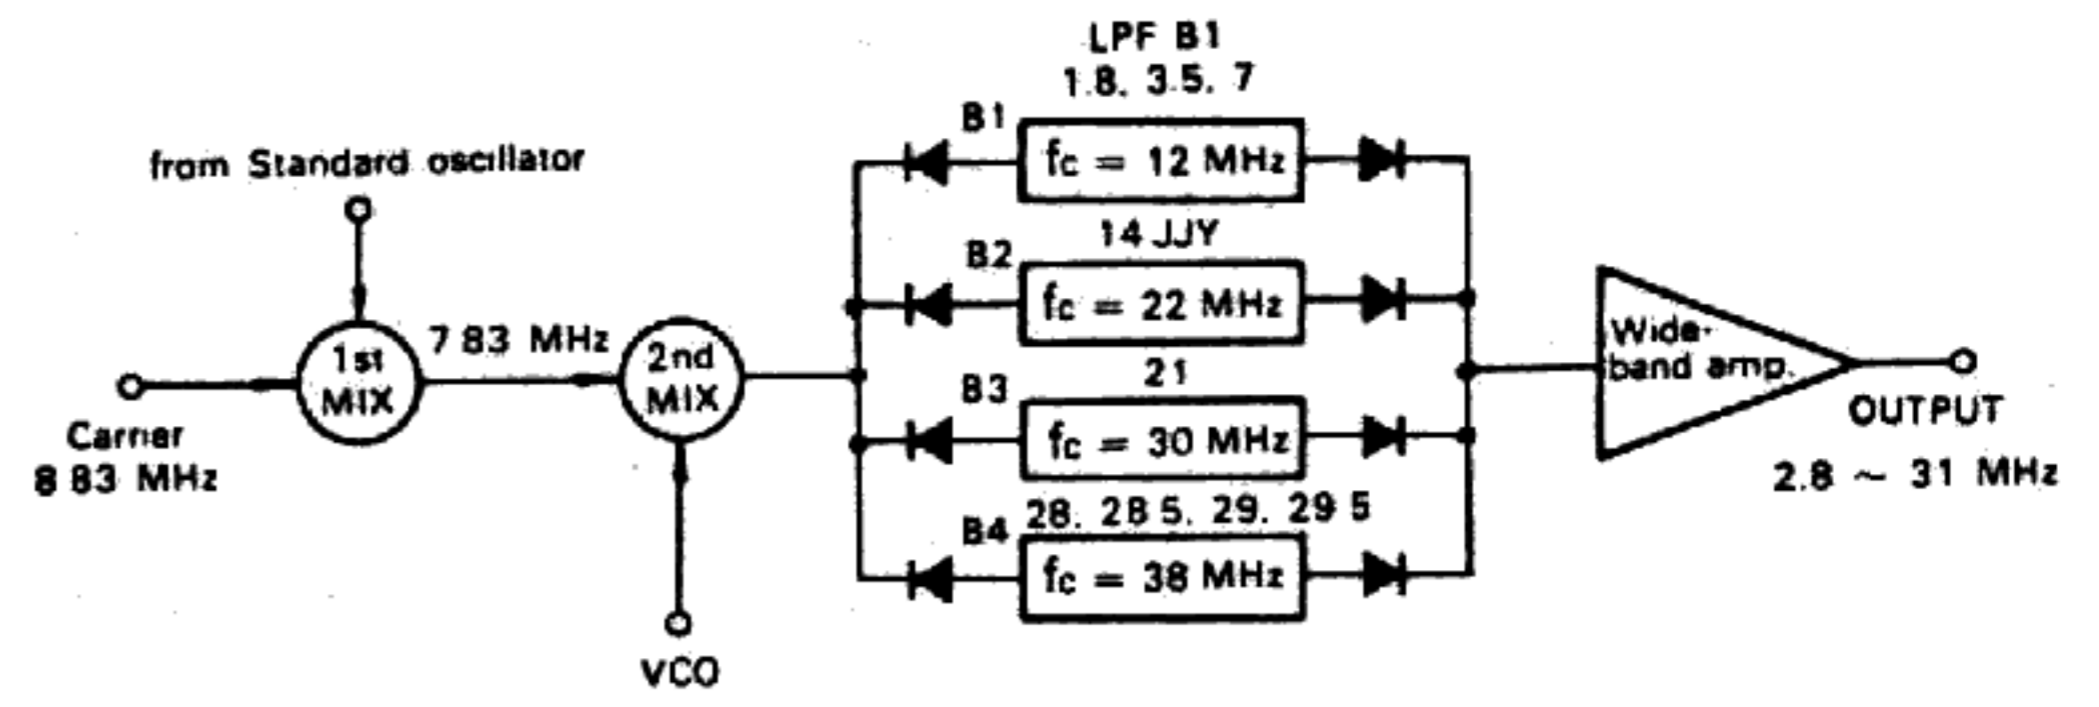 LPF B1
1.8. 3.5. 7
B1
fc = 12 MHz
from Standard oscillator
14 JJY
B2
fc = 22 MHz
7 83 MHz
1st
MIX
2nd
MIX
21
B3
fc = 30 MHz
Wide-
band amp.
OUTPUT
2.8 ~ 31 MHz
Carrier
8 83 MHz
28. 28 5. 29. 29 5
B4
fc = 38 MHz
VCO